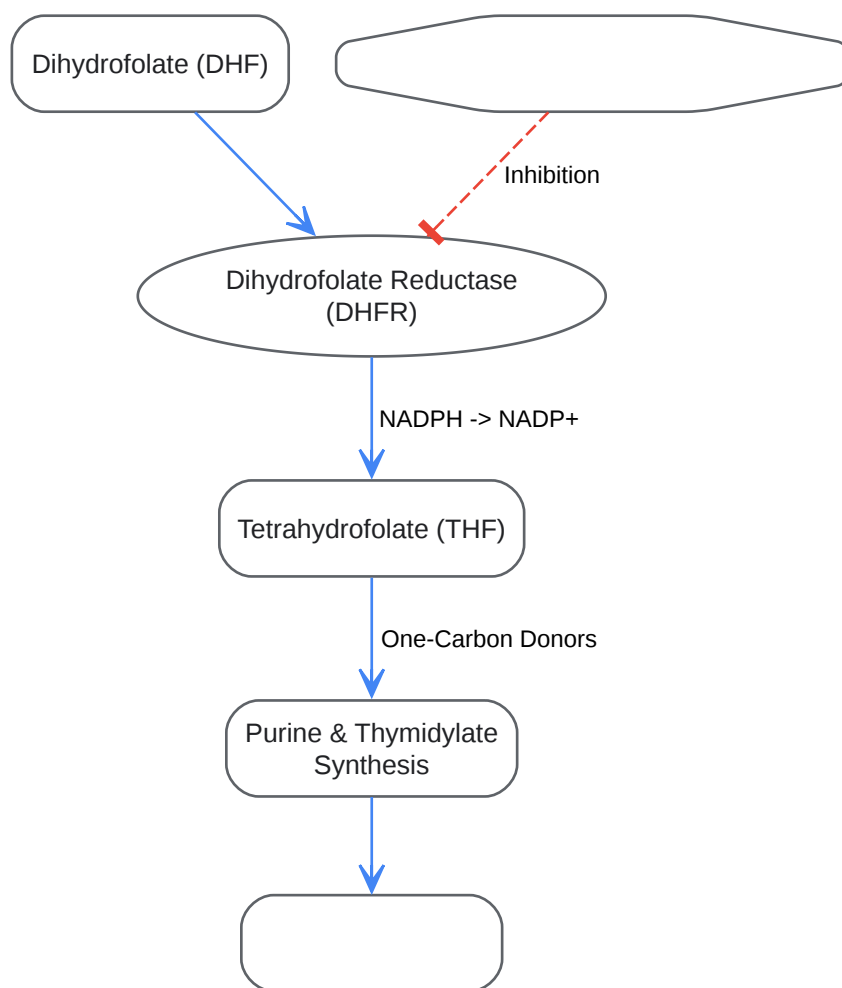 Dihydrofolate (DHF)
Inhibition
Dihydrofolate Reductase
(DHFR)
NADPH -> NADP+
Tetrahydrofolate (THF)
One-Carbon Donors
Purine & Thymidylate
Synthesis